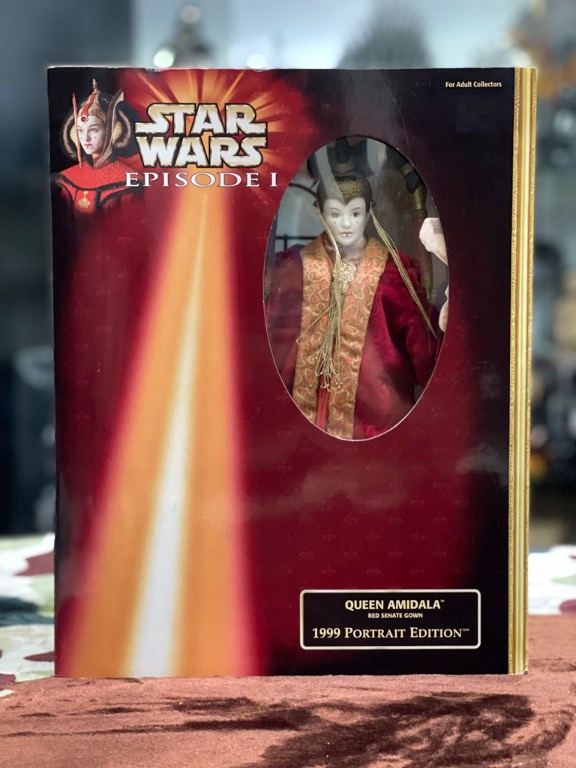 For Adult Collectors
STAR
WARS
EPISODE I
QUEEN AMIDALA™
RED SENATE GOWN
1999 PORTRAIT EDITION™